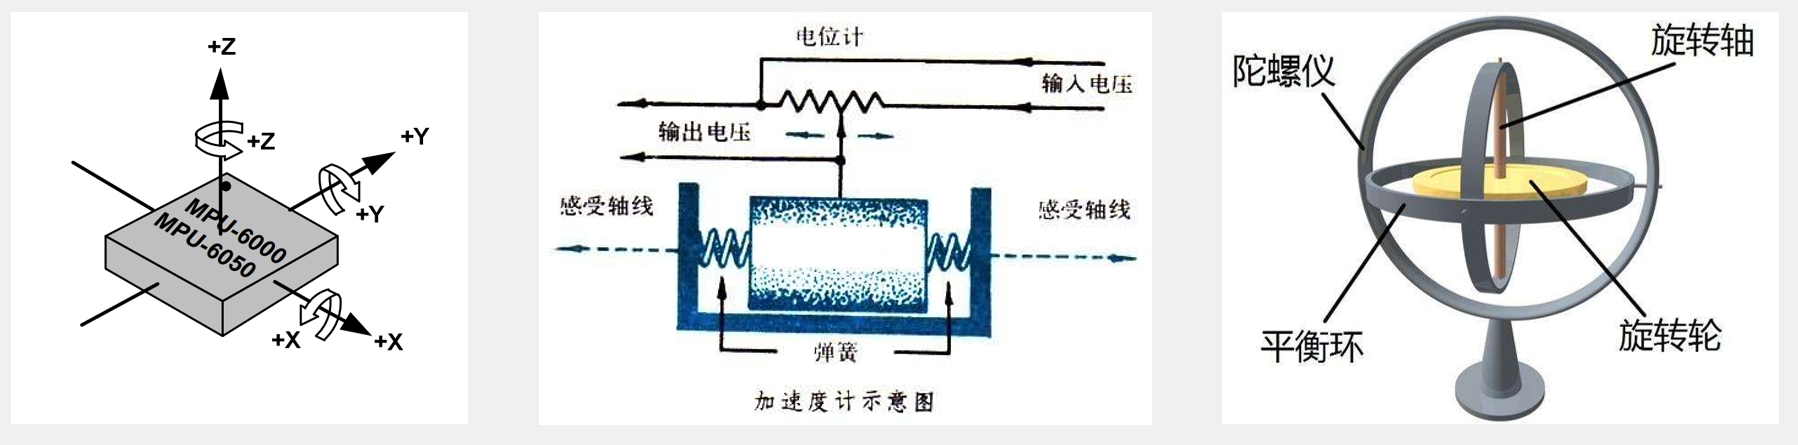 +Z
+Z
+Y
+Y
MPU-6000
MPU-6050
+X
+X
电位计
输入电压
输出电压
感受轴线
感受轴线
弹簧
加速度计示意图
陀螺仪
旋转轴
平衡环
旋转轮